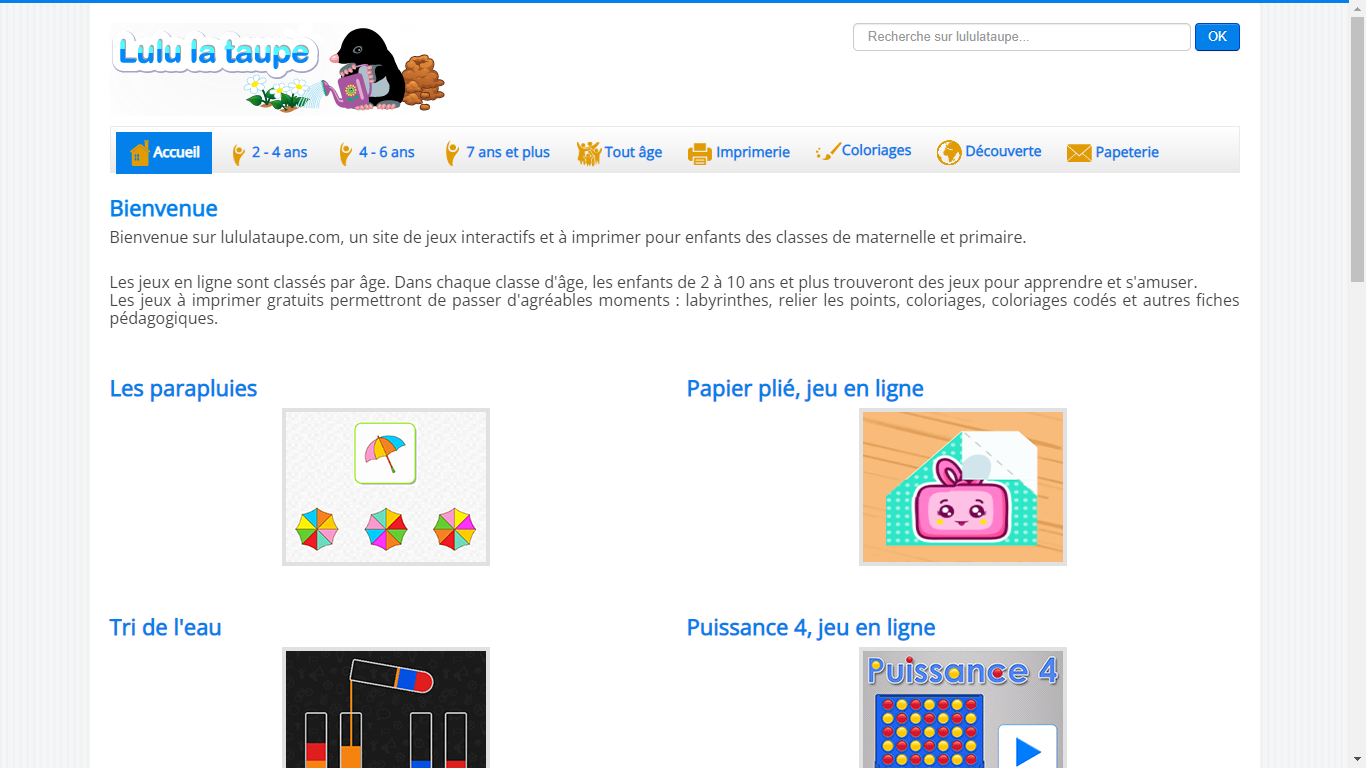 Lulu la taupe
Recherche sur lululataupe...
OK
Accueil
2 - 4 ans
4 - 6 ans
7 ans et plus
Tout âge
Imprimerie
Coloriages
Découverte
Papeterie
Bienvenue
Bienvenue sur lululataupe.com, un site de jeux interactifs et à imprimer pour enfants des classes de maternelle et primaire.
Les jeux en ligne sont classés par âge. Dans chaque classe d'âge, les enfants de 2 à 10 ans et plus trouveront des jeux pour apprendre et s'amuser.
Les jeux à imprimer gratuits permettront de passer d'agréables moments : labyrinthes, relier les points, coloriages, coloriages codés et autres fiches
pédagogiques.
Les parapluies
Papier plié, jeu en ligne
Tri de l'eau
Puissance 4, jeu en ligne
Puissance 4